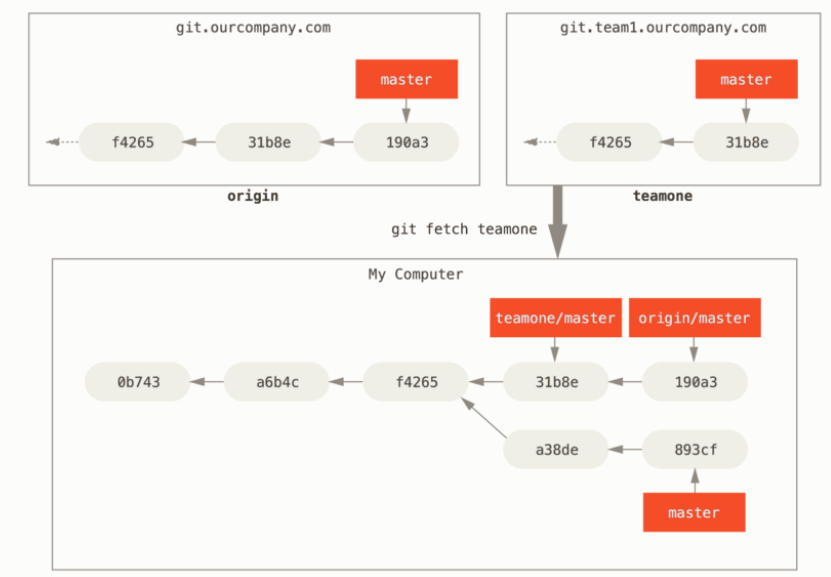 git.ourcompany.com
master
f4265
31b8e
190a3
origin
git.team1.ourcompany.com
master
f4265
31b8e
teamone
git fetch teamone
My Computer
teamone/master
origin/master
0b743
a6b4c
f4265
31b8e
190a3
a38de
893cf
master